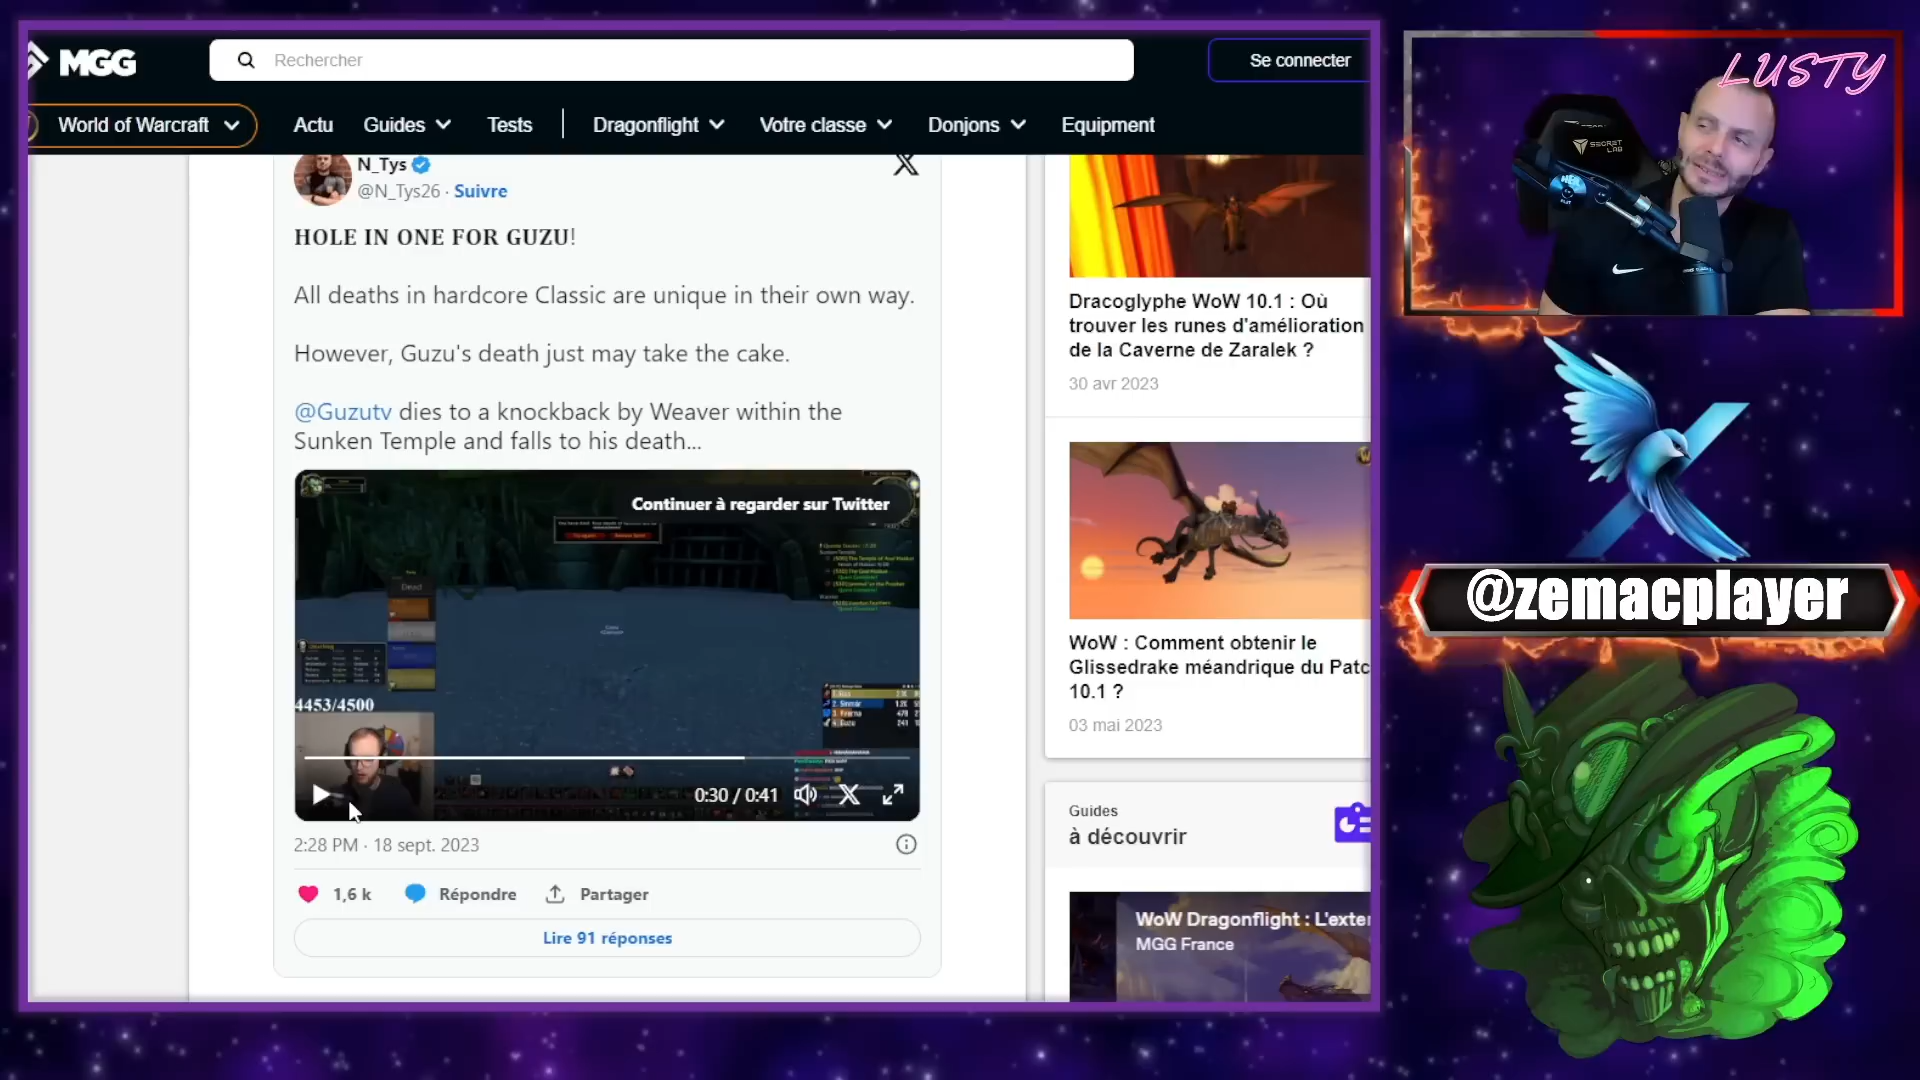 MGG
Rechercher
Se connecter
World of Warcraft
Actu
Guides
Tests
Dragonflight
Votre classe
Donjons
Equipment
N_Tys
@N_Tys26 · Suivre
HOLE IN ONE FOR GUZU!
All deaths in hardcore Classic are unique in their own way.
However, Guzu's death just may take the cake.
@Guzutv dies to a knockback by Weaver within the
Sunken Temple and falls to his death...
Continuer à regarder sur Twitter
Dead
4453/4500
0:30 / 0:41
2:28 PM · 18 sept. 2023
1,6 k
Répondre
Partager
Lire 91 réponses
Dracoglyphe WoW 10.1 : Où
trouver les runes d'amélioration
de la Caverne de Zaralek ?
30 avr 2023
WoW : Comment obtenir le
Glissedrake méandrique du Patc
10.1 ?
03 mai 2023
Guides
à découvrir
WoW Dragonflight : L'exter
MGG France
LUSTY
SECRET
LAB
@zemacplayer